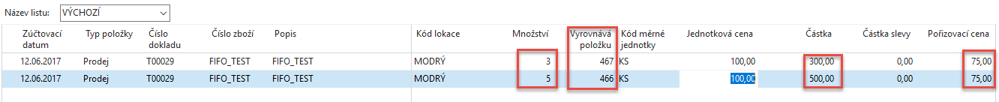 Název listu: VÝCHOZÍ
Zúčtovací datum Typ položky Číslo dokladu Číslo zboží Popis Kód lokace Množství Vyrovnává položku Kód měrné jednotky Jednotková cena Částka Částka slevy Pořizovací cena
12.06.2017 Prodej T00029 FIFO_TEST FIFO_TEST MODRÝ 3 467 KS 100,00 300,00 0,00 75,00
12.06.2017 Prodej T00029 FIFO_TEST FIFO_TEST MODRÝ 5 466 KS 100,00 500,00 0,00 75,00